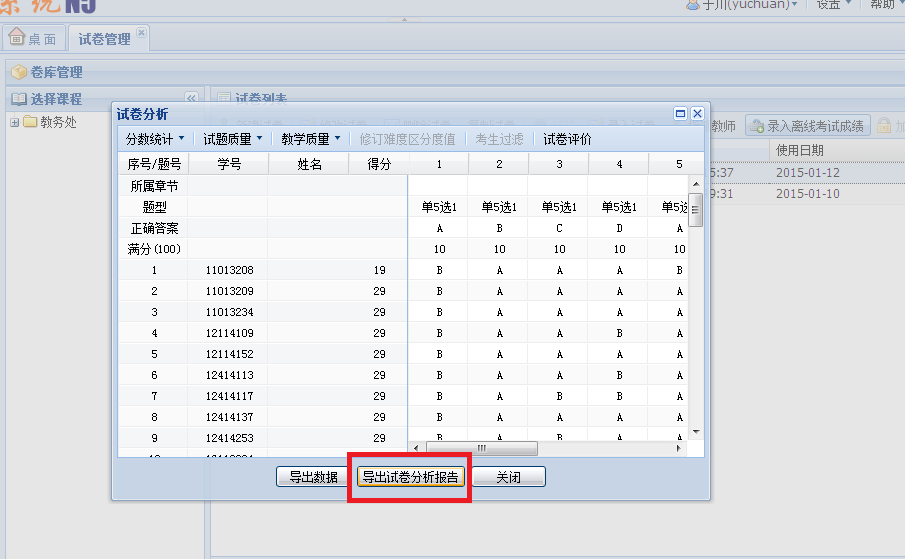 系统N5
于川(yuchuan) 设置 帮助
桌面 试卷管理
卷库管理
选择课程 试卷列表
教务处
教师 录入离线考试成绩 加
使用日期
5:37 2015-01-12
9:31 2015-01-10
试卷分析
分数统计 试题质量 教学质量 修订难度区分度值 考生过滤 试卷评价
序号/题号 学号 姓名 得分 1 2 3 4 5
所属章节
题型 单5选1 单5选1 单5选1 单5选1 单5选
正确答案 A B C D A
满分(100) 10 10 10 10 10
1 11013208 19 B A A A B
2 11013209 29 B A A A A
3 11013234 29 B A A A A
4 12114109 29 B A A B A
5 12114152 29 B A A A A
6 12414113 29 B A A B A
7 12414117 29 B A B B A
8 12414137 29 B A A A A
9 12414253 29 B A B A A
导出数据 导出试卷分析报告 关闭